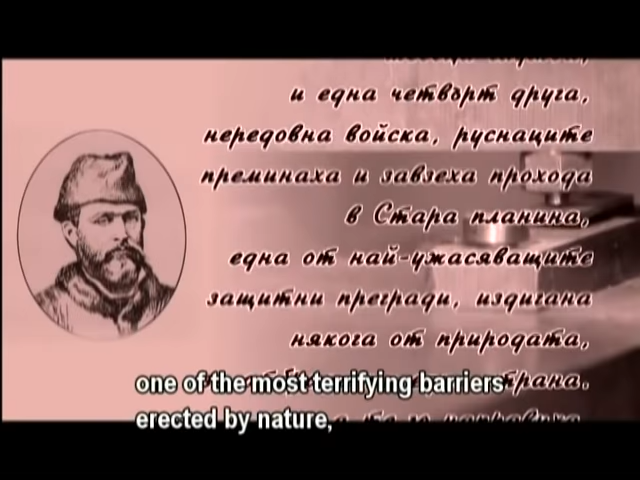 и една четвърт друга,
нередовна войска, руснаците
преминаха и завзеха прохода
в Стара планина,
една от най-ужасяващите
защитни прегради, издигана
някога от природата,
one of the most terrifying barriers
erected by nature,